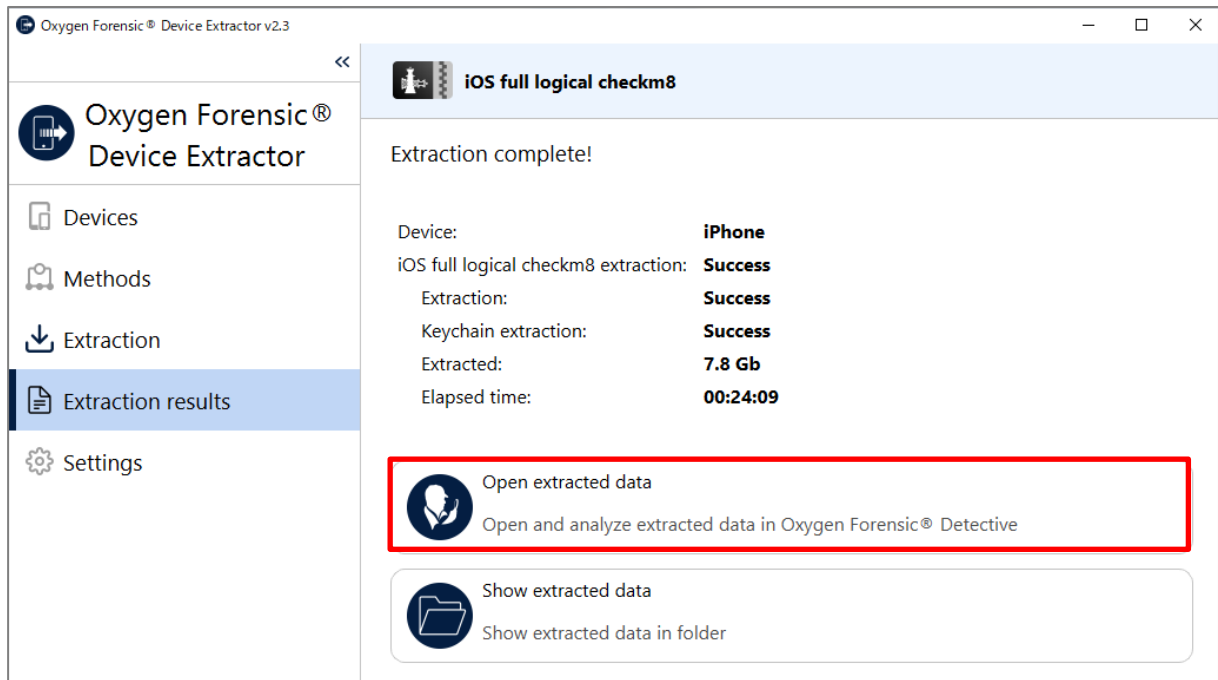 Oxygen Forensic® Device Extractor v2.3
Oxygen Forensic®
Device Extractor
Devices
Methods
Extraction
Extraction results
Settings
iOS full logical checkm8
Extraction complete!
Device: iPhone
iOS full logical checkm8 extraction: Success
Extraction: Success
Keychain extraction: Success
Extracted: 7.8 Gb
Elapsed time: 00:24:09
Open extracted data
Open and analyze extracted data in Oxygen Forensic® Detective
Show extracted data
Show extracted data in folder